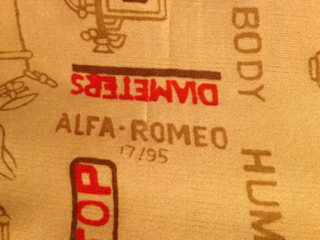 DIAMETERS
BODY
ALFA-ROMEO
17/95
TOP
HUM